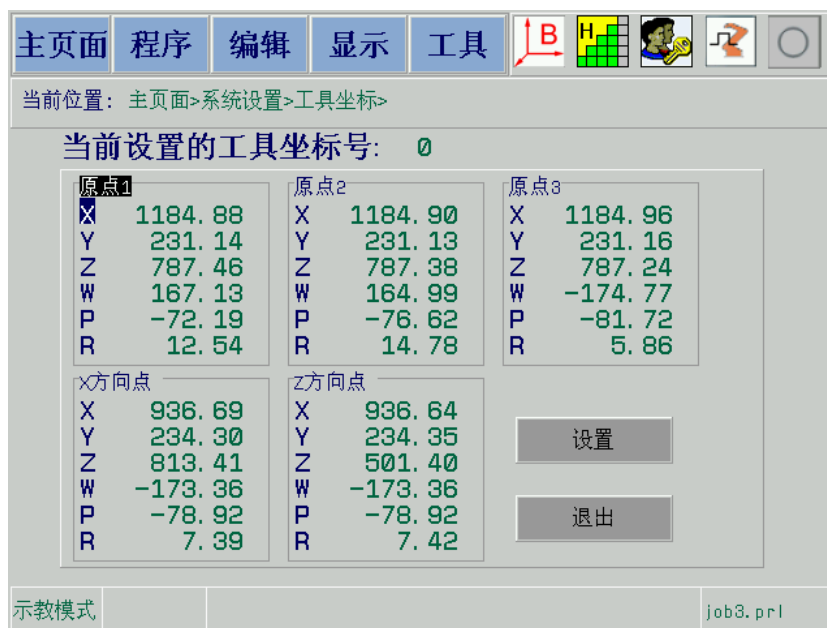 主页面 程序 编辑 显示 工具 B H
当前位置: 主页面>系统设置>工具坐标>
当前设置的工具坐标号: 0
原点1
X 1184.88
Y 231.14
Z 787.46
W 167.13
P -72.19
R 12.54
原点2
X 1184.90
Y 231.13
Z 787.38
W 164.99
P -76.62
R 14.78
原点3
X 1184.96
Y 231.16
Z 787.24
W -174.77
P -81.72
R 5.86
X方向点
X 936.69
Y 234.30
Z 813.41
W -173.36
P -78.92
R 7.39
Z方向点
X 936.64
Y 234.35
Z 501.40
W -173.36
P -78.92
R 7.42
设置
退出
示教模式 job3.prl